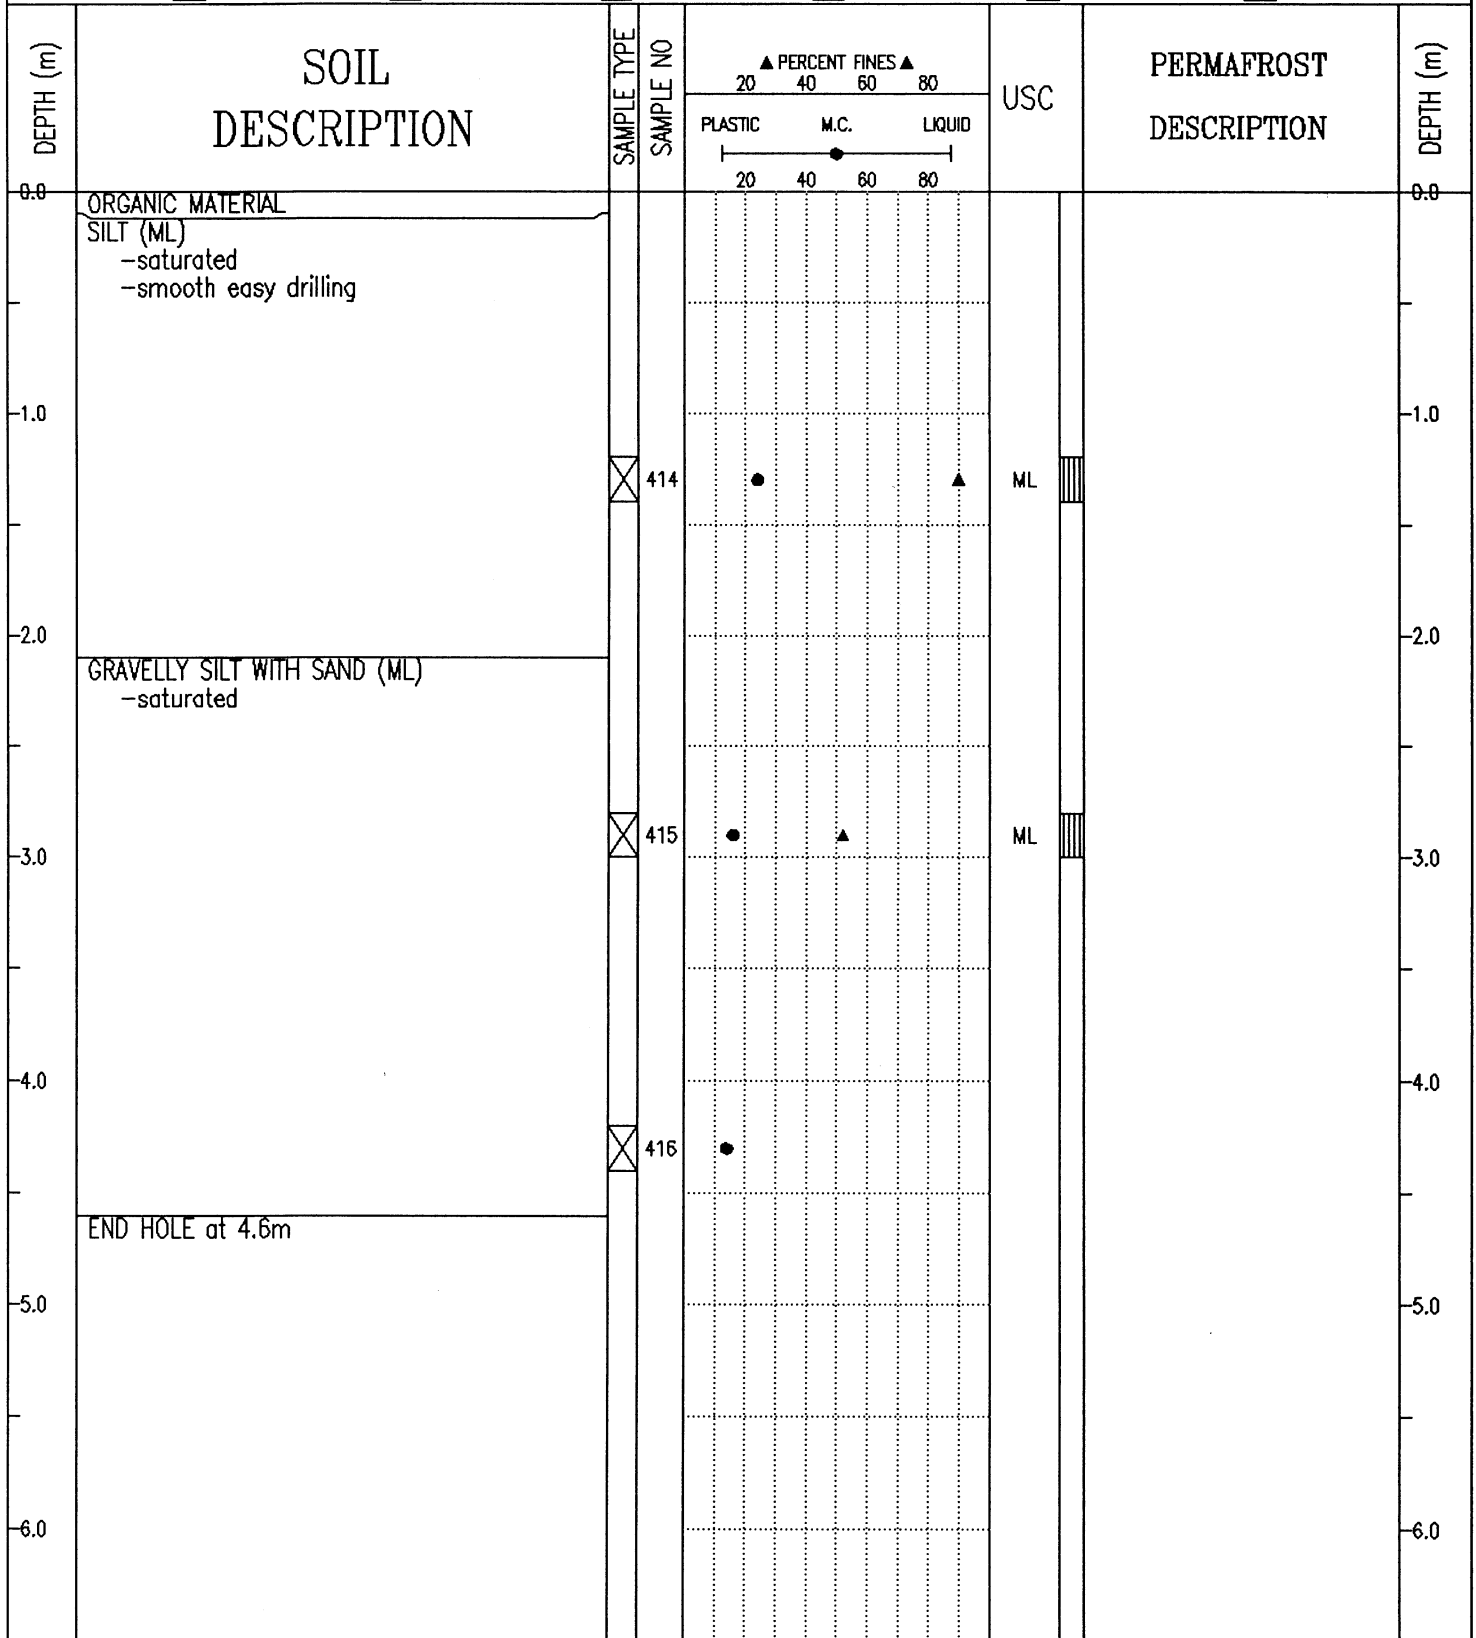 DEPTH (m)
SOIL
DESCRIPTION
SAMPLE TYPE
SAMPLE NO
▲ PERCENT FINES ▲
20 40 60 80
PLASTIC M.C. LIQUID
20 40 60 80
USC
PERMAFROST
DESCRIPTION
DEPTH (m)
0.0 0.0
ORGANIC MATERIAL
SILT (ML)
-saturated
-smooth easy drilling
1.0 1.0
414 ML
2.0 2.0
GRAVELLY SILT WITH SAND (ML)
-saturated
415 ML
3.0 3.0
4.0 4.0
416
END HOLE at 4.6m
5.0 5.0
6.0 6.0